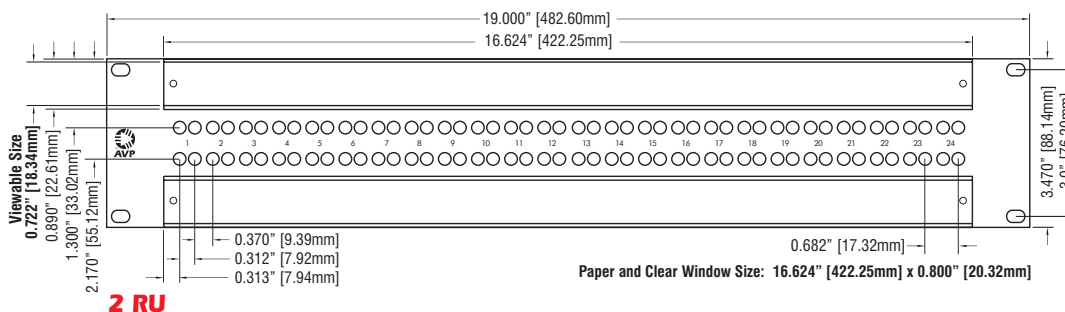 19.000” [482.60mm]
16.624” [422.25mm]
Viewable Size
0.722” [18.34mm]
0.890” [22.61mm]
1.300” [33.02mm]
2.170” [55.12mm]
AVP
1 2 3 4 5 6 7 8 9 10 11 12 13 14 15 16 17 18 19 20 21 22 23 24
3.470” [88.14mm]
3.0” [76.20mm]
0.370” [9.39mm]
0.312” [7.92mm]
0.313” [7.94mm]
0.682” [17.32mm]
Paper and Clear Window Size: 16.624” [422.25mm] x 0.800” [20.32mm]
2 RU